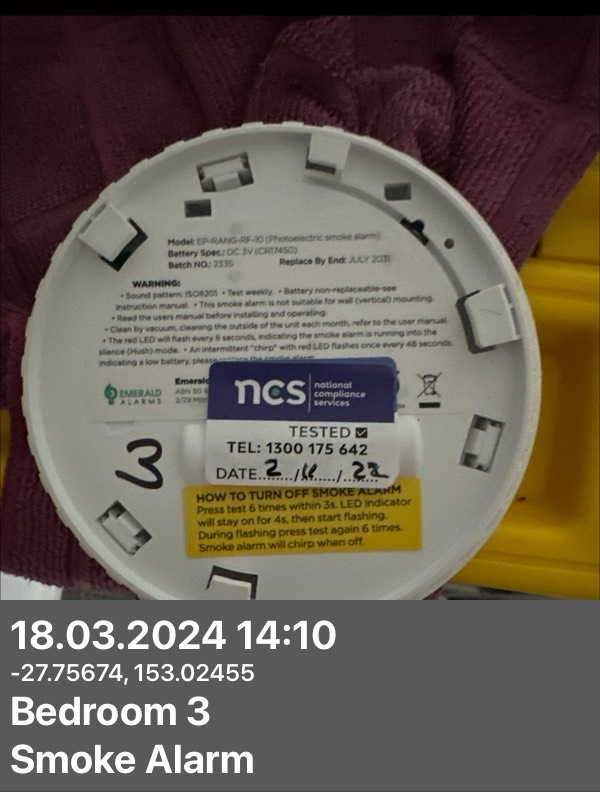 Model: EP-RANG-RF-10 (Photoelectric smoke alarm)
Battery Spec.: DC 3V (CR17450)
Batch NO.: 2335 Replace By End: JULY 2031
WARNING:
• Sound pattern: ISO8201 • Test weekly. • Battery non-replaceable-see
instruction manual. • This smoke alarm is not suitable for wall (vertical) mounting.
• Read the users manual before installing and operating.
• Clean by vacuum, cleaning the outside of the unit each month, refer to the user manual.
• The red LED will flash every 8 seconds, indicating the smoke alarm is running into the
silence (Hush) mode. • An intermittent "chirp" with red LED flashes once every 48 seconds.
indicating a low battery, please
EMERALD
ALARMS
ABN 50 6
ncs
national
compliance
services
TESTED ☑
TEL: 1300 175 642
DATE 2/11/22
3
HOW TO TURN OFF SMOKE ALARM
Press test 6 times within 3s. LED indicator
will stay on for 4s, then start flashing.
During flashing press test again 6 times.
Smoke alarm will chirp when off.
18.03.2024 14:10
-27.75674, 153.02455
Bedroom 3
Smoke Alarm